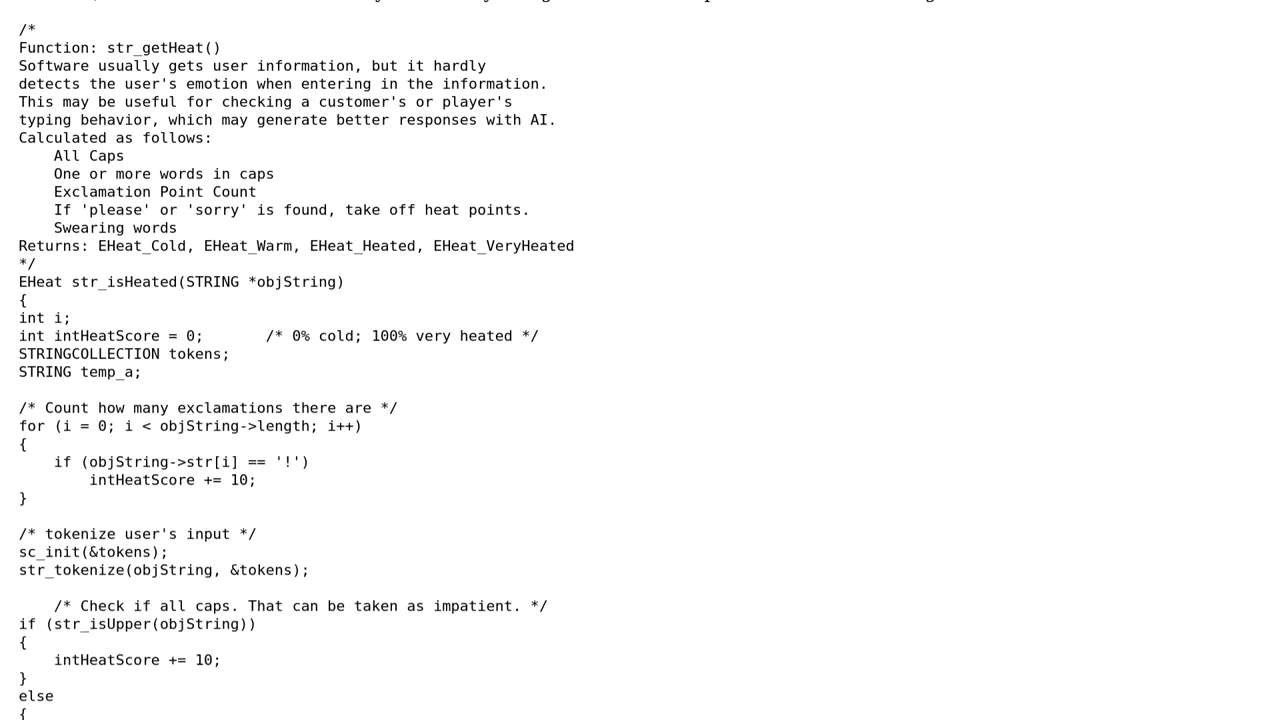 /*
Function: str_getHeat()
Software usually gets user information, but it hardly
detects the user's emotion when entering in the information.
This may be useful for checking a customer's or player's
typing behavior, which may generate better responses with AI.
Calculated as follows:
    All Caps
    One or more words in caps
    Exclamation Point Count
    If 'please' or 'sorry' is found, take off heat points.
    Swearing words
Returns: EHeat_Cold, EHeat_Warm, EHeat_Heated, EHeat_VeryHeated
*/
EHeat str_isHeated(STRING *objString)
{
int i;
int intHeatScore = 0;       /* 0% cold; 100% very heated */
STRINGCOLLECTION tokens;
STRING temp_a;

/* Count how many exclamations there are */
for (i = 0; i < objString->length; i++)
{
    if (objString->str[i] == '!')
        intHeatScore += 10;
}

/* tokenize user's input */
sc_init(&tokens);
str_tokenize(objString, &tokens);

    /* Check if all caps. That can be taken as impatient. */
if (str_isUpper(objString))
{
    intHeatScore += 10;
}
else
{